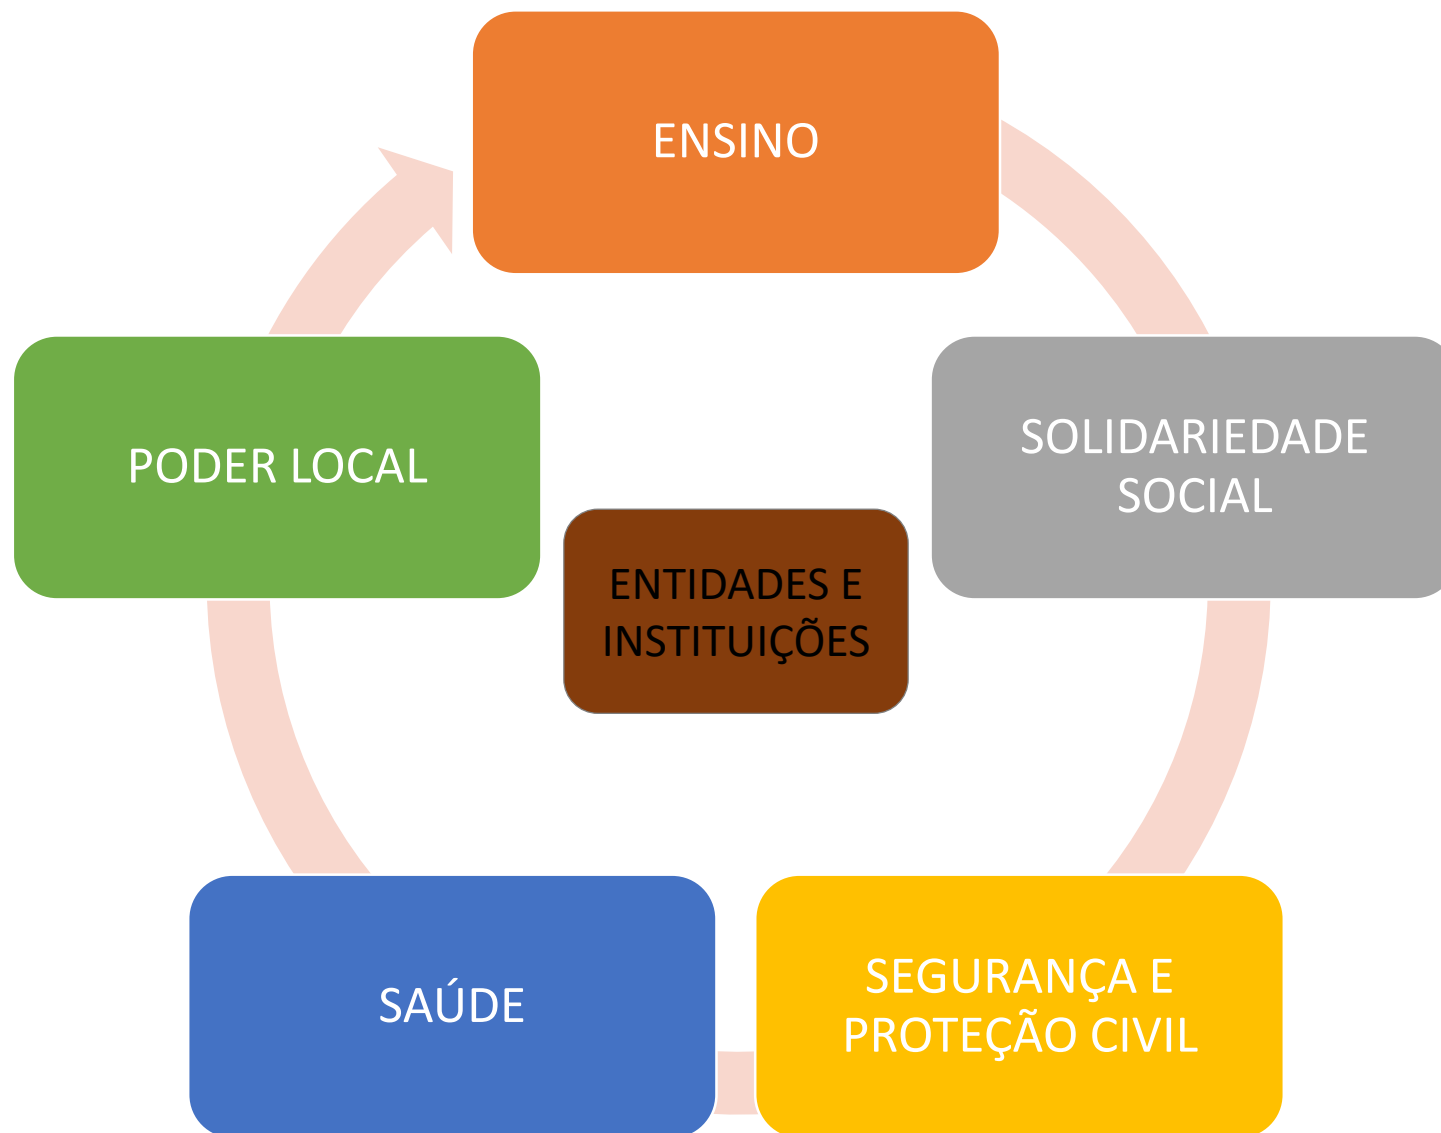 ENSINO
PODER LOCAL
SOLIDARIEDADE
SOCIAL
ENTIDADES E
INSTITUIÇÕES
SAÚDE
SEGURANÇA E
PROTEÇÃO CIVIL